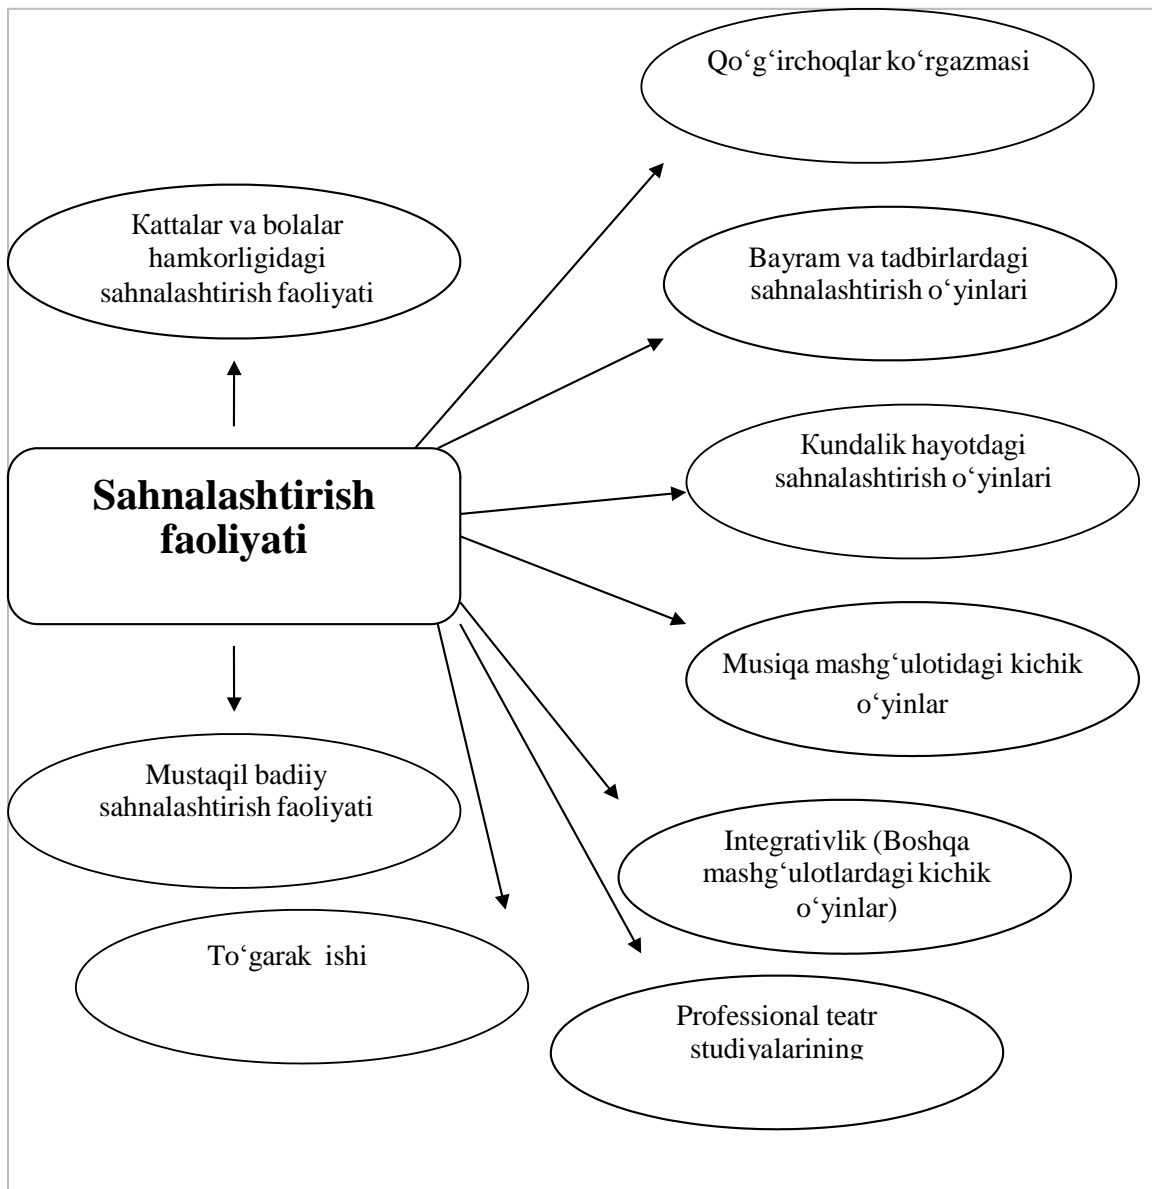 Qo‘g‘irchoqlar ko‘rgazmasi
Kattalar va bolalar
hamkorligidagi
sahnalashtirish faoliyati
Bayram va tadbirlardagi
sahnalashtirish o‘yinlari
Kundalik hayotdagi
sahnalashtirish o‘yinlari
Sahnalashtirish
faoliyati
Musiqa mashg‘ulotidagi kichik
o‘yinlar
Mustaqil badiiy
sahnalashtirish faoliyati
Integrativlik (Boshqa
mashg‘ulotlardagi kichik
o‘yinlar)
To‘garak ishi
Professional teatr
studiyalarining